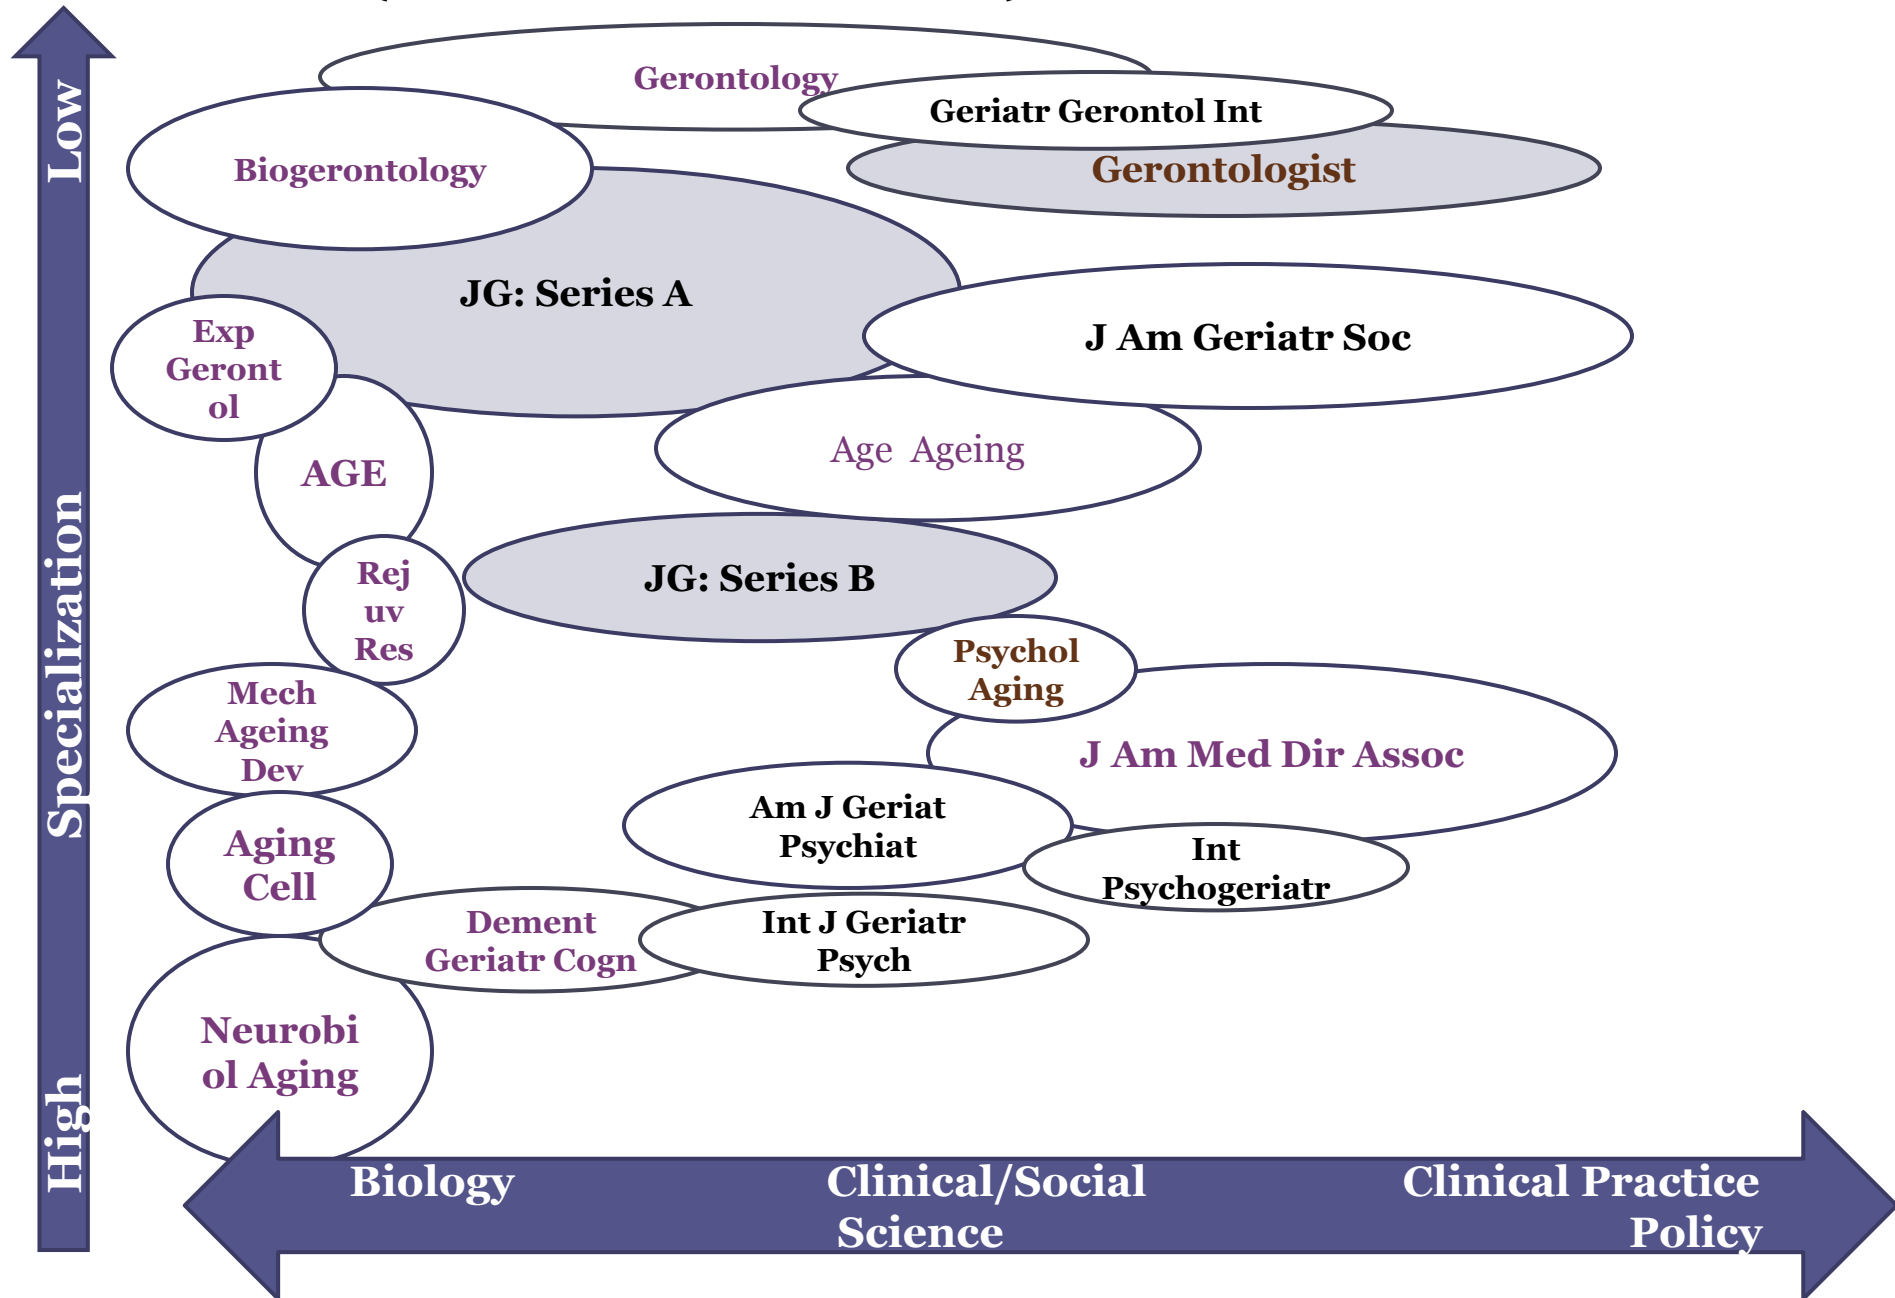 Low
Specialization
High
Gerontology
Geriatr Gerontol Int
Biogerontology
Gerontologist
JG: Series A
Exp
Geront
ol
J Am Geriatr Soc
AGE
Age  Ageing
Rej
uv
Res
JG: Series B
Psychol
Aging
Mech
Ageing
Dev
J Am Med Dir Assoc
Am J Geriat
Psychiat
Aging
Cell
Int
Psychogeriatr
Dement
Geriatr Cogn
Int J Geriatr
Psych
Neurobi
ol Aging
Biology
Clinical/Social
Science
Clinical Practice
Policy